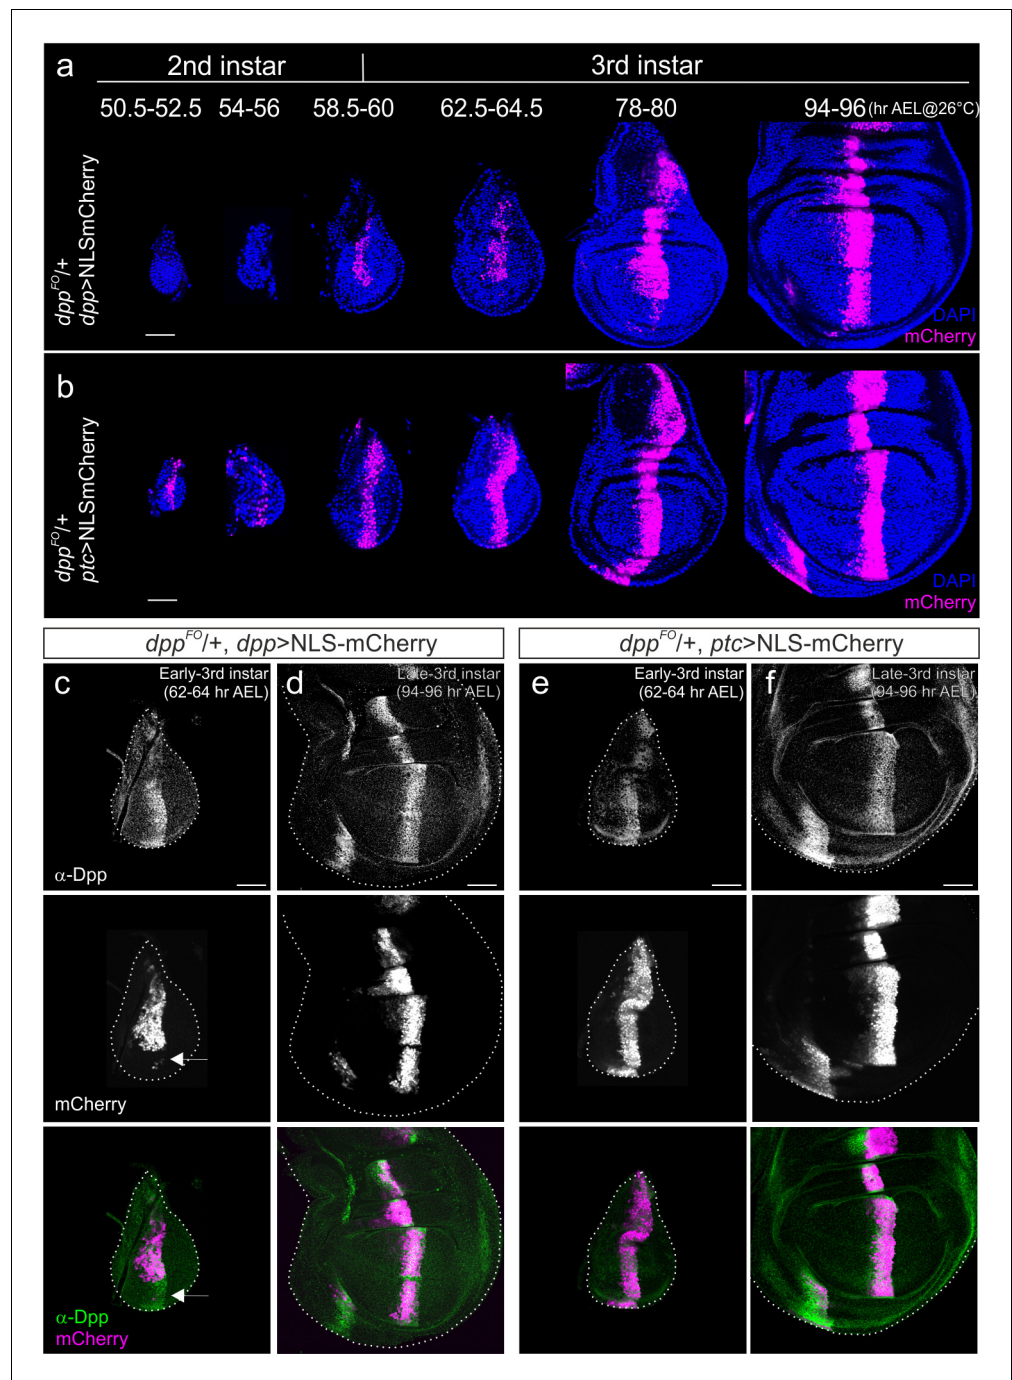 a
2nd instar 3rd instar
50.5-52.5 54-56 58.5-60 62.5-64.5 78-80 94-96 (hr AEL@26°C)
dpp^FO/+
dpp>NLSmCherry
DAPI
mCherry
b
dpp^FO/+
ptc>NLSmCherry
DAPI
mCherry
dpp^FO/+, dpp>NLS-mCherry
dpp^FO/+, ptc>NLS-mCherry
c
Early-3rd instar
(62-64 hr AEL)
d
Late-3rd instar
(94-96 hr AEL)
e
Early-3rd instar
(62-64 hr AEL)
f
Late-3rd instar
(94-96 hr AEL)
α-Dpp
mCherry
α-Dpp
mCherry